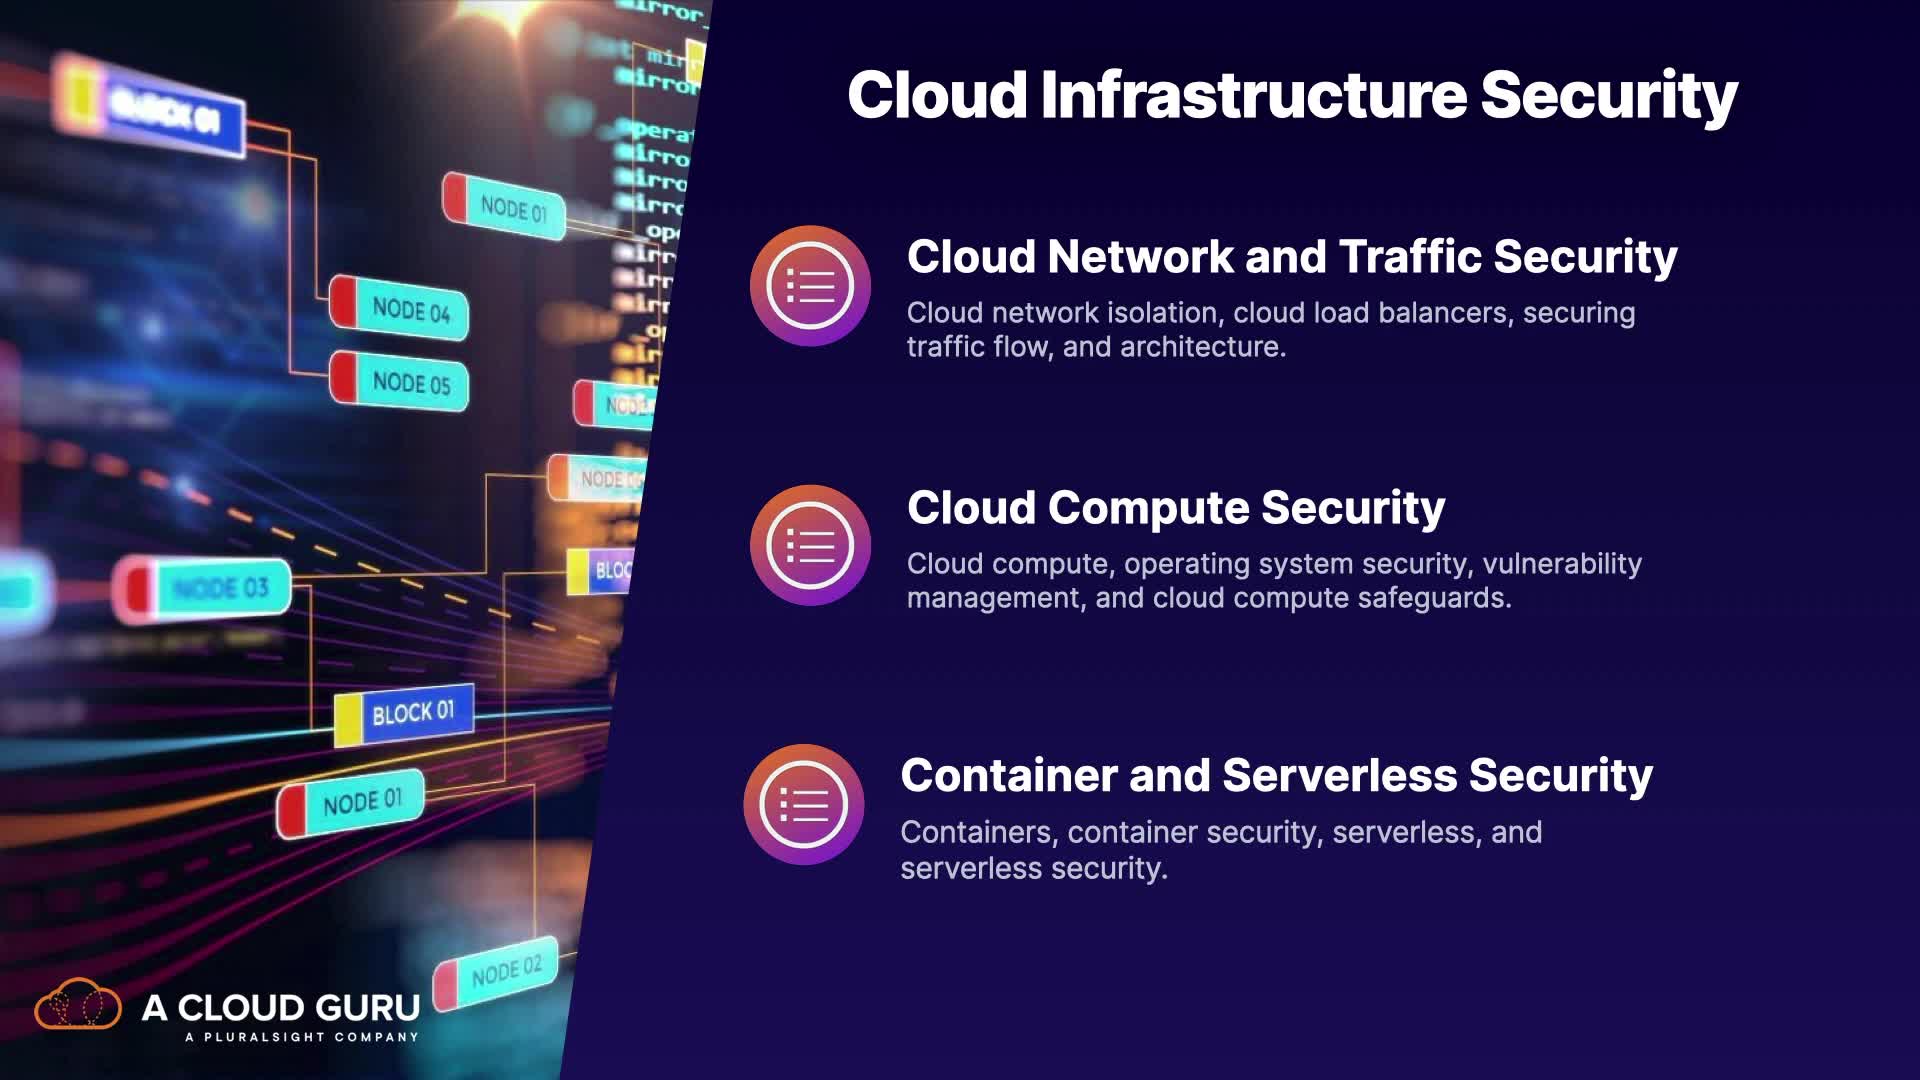 Cloud Infrastructure Security
Cloud Network and Traffic Security
Cloud network isolation, cloud load balancers, securing
traffic flow, and architecture.
Cloud Compute Security
Cloud compute, operating system security, vulnerability
management, and cloud compute safeguards.
Container and Serverless Security
Containers, container security, serverless, and
serverless security.
BLOCK 01
NODE 01
NODE 04
NODE 05
NODE 03
BLOCK 01
NODE 01
NODE 02
A CLOUD GURU
A PLURALSIGHT COMPANY